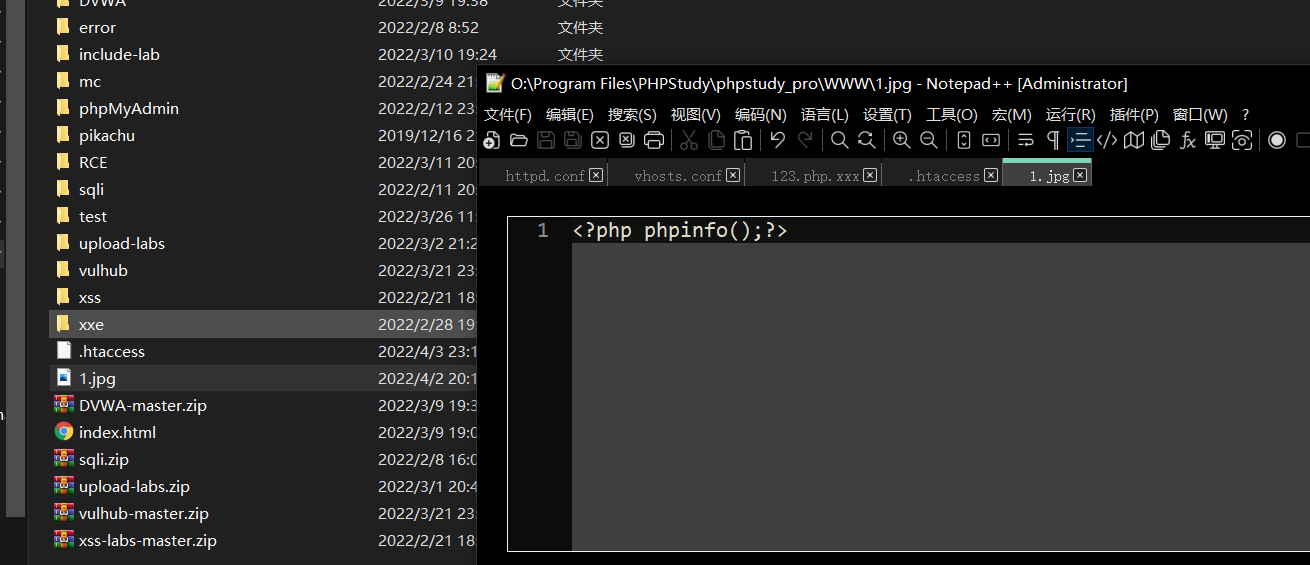 DVWA 2022/3/9 19:38 文件夹
error 2022/2/8 8:52 文件夹
include-lab 2022/3/10 19:24 文件夹
mc 2022/2/24 21:
phpMyAdmin 2022/2/12 23:
pikachu 2019/12/16 2
RCE 2022/3/11 20:
sqli 2022/2/11 20:
test 2022/3/26 11:
upload-labs 2022/3/2 21:2
vulhub 2022/3/21 23:
xss 2022/2/21 18:
xxe 2022/2/28 19:
.htaccess 2022/4/3 23:1
1.jpg 2022/4/2 20:1
DVWA-master.zip 2022/3/9 19:3
index.html 2022/3/9 19:0
sqli.zip 2022/2/8 16:0
upload-labs.zip 2022/3/1 20:4
vulhub-master.zip 2022/3/21 23:
xss-labs-master.zip 2022/2/21 18:
O:\Program Files\PHPStudy\phpstudy_pro\WWW\1.jpg - Notepad++ [Administrator]
文件(F) 编辑(E) 搜索(S) 视图(V) 编码(N) 语言(L) 设置(T) 工具(O) 宏(M) 运行(R) 插件(P) 窗口(W) ?
httpd.conf vhosts.conf 123.php.xxx .htaccess 1.jpg
1 <?php phpinfo();?>